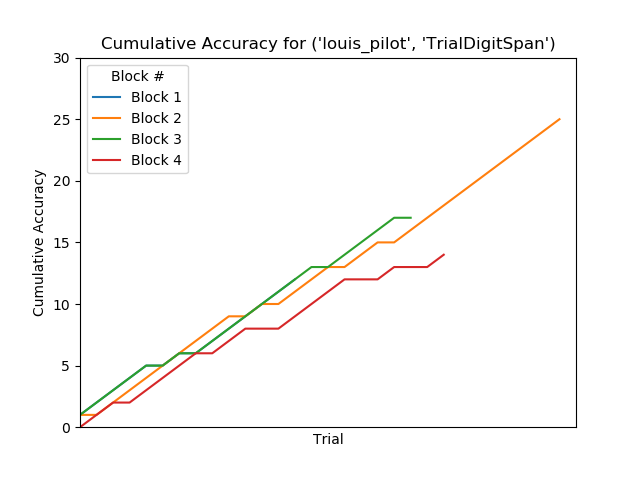 Cumulative Accuracy for ('louis_pilot', 'TrialDigitSpan')
Block #
Block 1
Block 2
Block 3
Block 4
30
25
20
15
10
5
0
Cumulative Accuracy
Trial